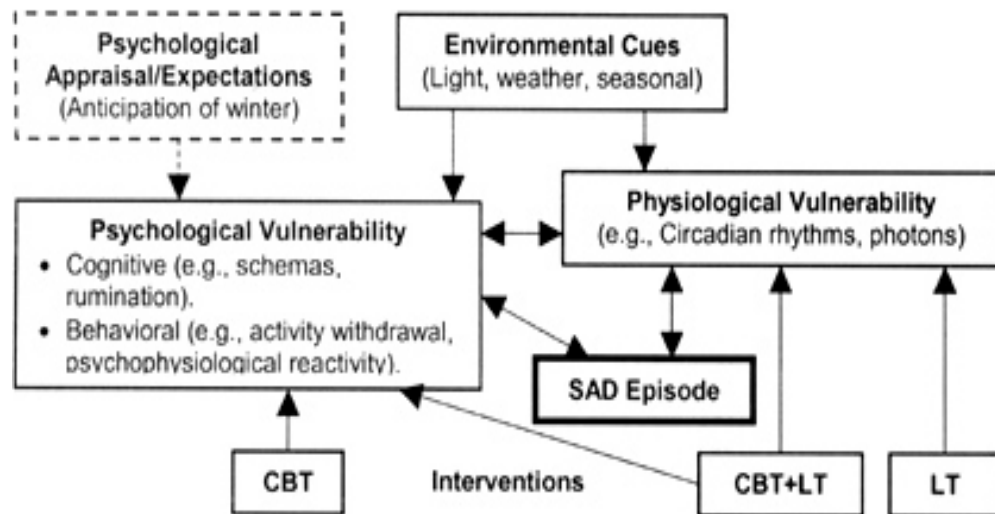 Psychological
Appraisal/Expectations
(Anticipation of winter)
Environmental Cues
(Light, weather, seasonal)
Psychological Vulnerability
• Cognitive (e.g., schemas,
rumination).
• Behavioral (e.g., activity withdrawal,
psychophysiological reactivity).
Physiological Vulnerability
(e.g., Circadian rhythms, photons)
SAD Episode
CBT
Interventions
CBT+LT
LT